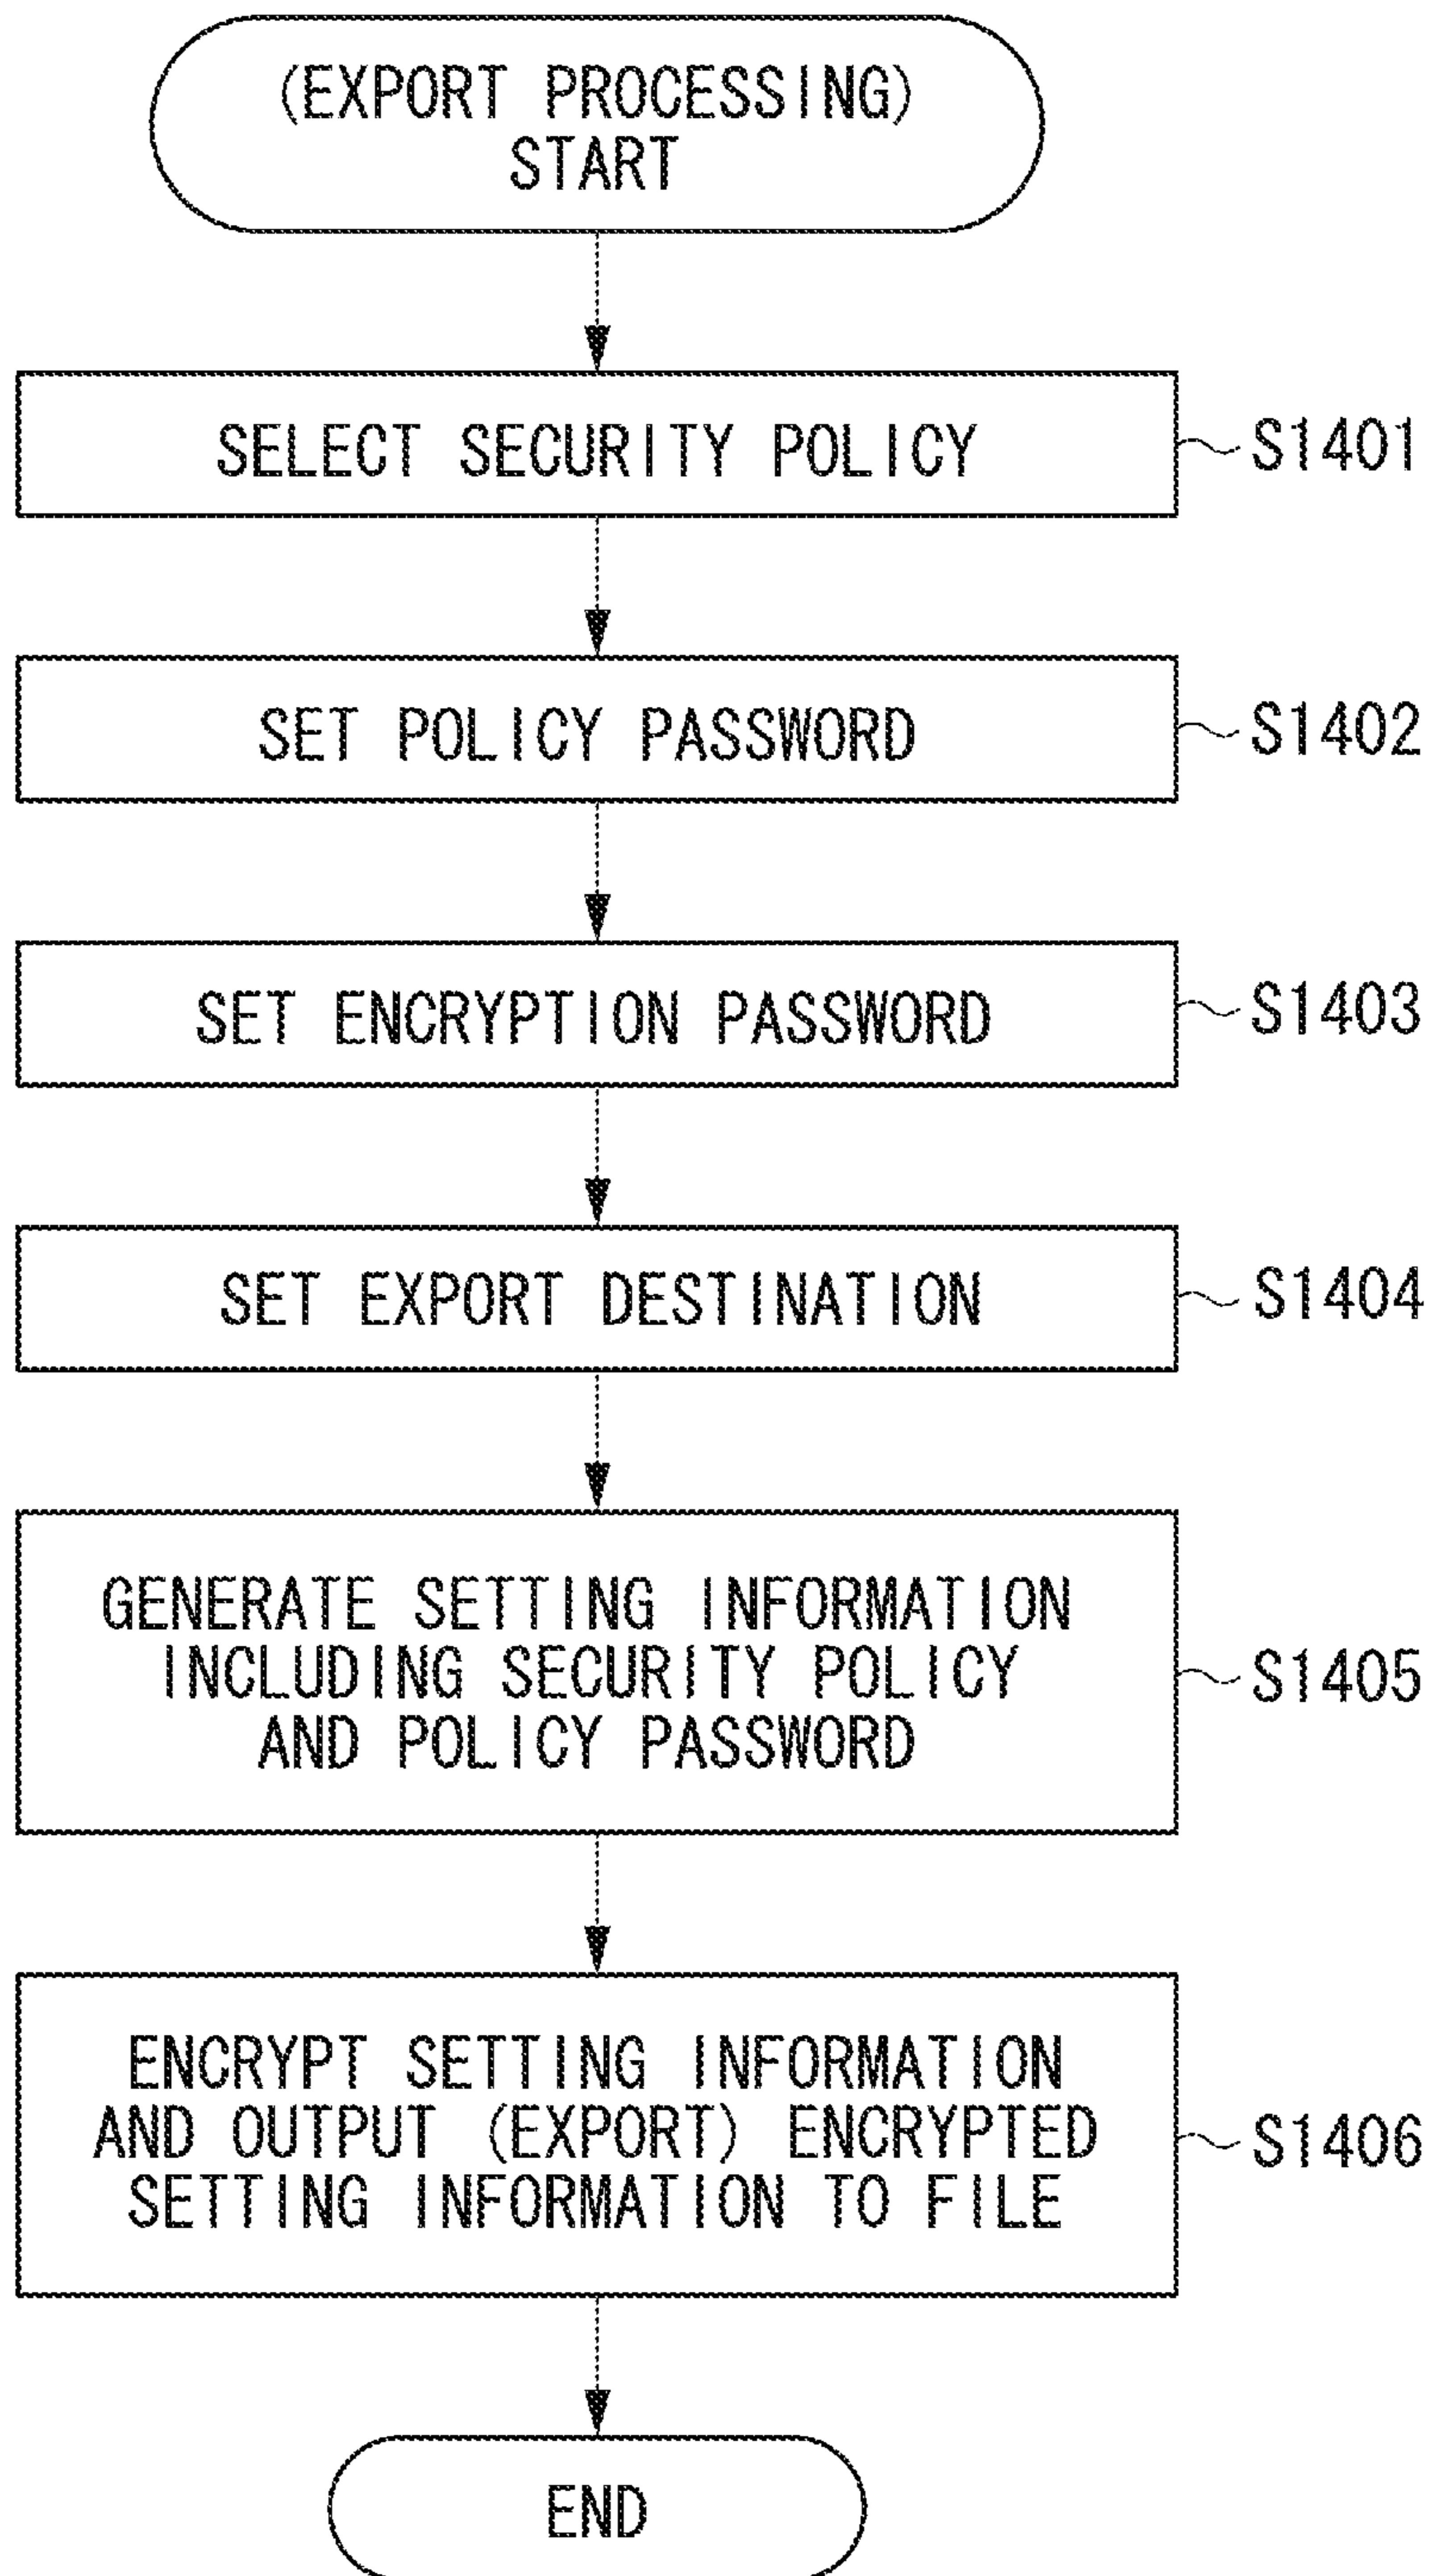 (EXPORT PROCESSING)
START
SELECT SECURITY POLICY
S1401
SET POLICY PASSWORD
S1402
SET ENCRYPTION PASSWORD
S1403
SET EXPORT DESTINATION
S1404
GENERATE SETTING INFORMATION
INCLUDING SECURITY POLICY
AND POLICY PASSWORD
S1405
ENCRYPT SETTING INFORMATION
AND OUTPUT (EXPORT) ENCRYPTED
SETTING INFORMATION TO FILE
S1406
END